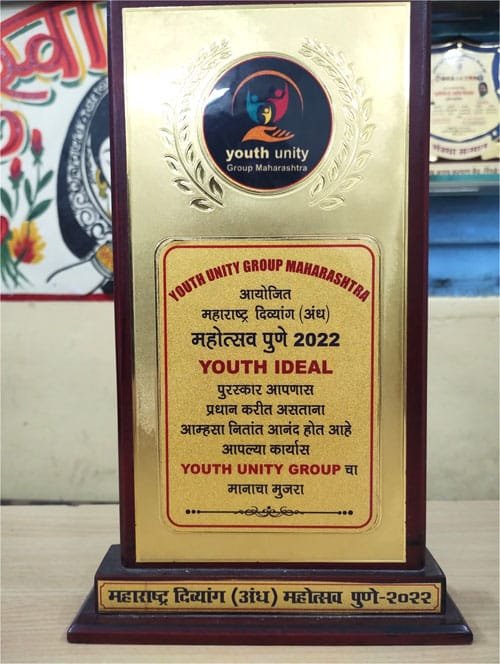 youth unity
Group Maharashtra
YOUTH UNITY GROUP MAHARASHTRA
आयोजित
महाराष्ट्र दिव्यांग (अंध)
महोत्सव पुणे 2022
YOUTH IDEAL
पुरस्कार आपणास
प्रधान करीत असताना
आम्हसा नितांत आनंद होत आहे
आपल्या कार्यास
YOUTH UNITY GROUP चा
मानाचा मुजरा
महाराष्ट्र दिव्यांग (अंध) महोत्सव पुणे-२०२२